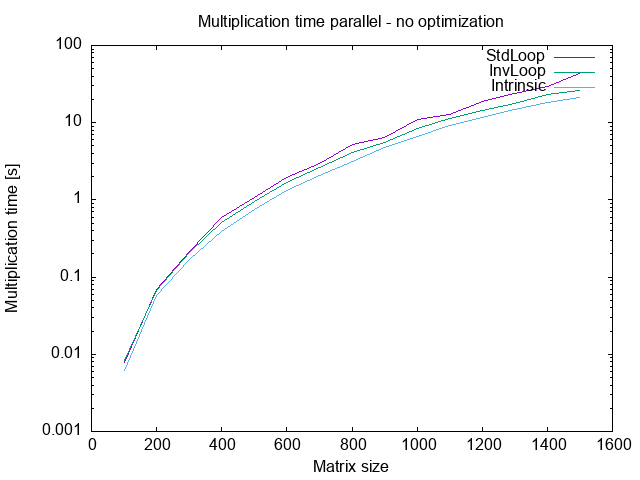 Multiplication time parallel - no optimization
StdLoop
InvLoop
Intrinsic
100
10
1
0.1
0.01
0.001
Multiplication time [s]
0 200 400 600 800 1000 1200 1400 1600
Matrix size